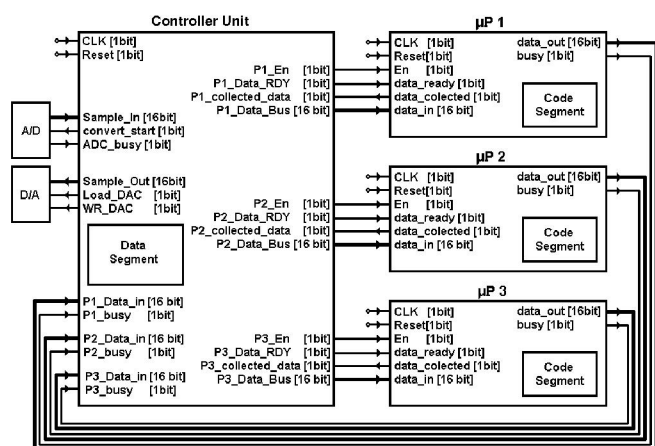 Controller Unit
CLK [1bit]
Reset [1bit]
A/D
Sample_In [16bit]
convert_start [1bit]
ADC_busy [1bit]
D/A
Sample_Out [16bit]
Load_DAC [1bit]
WR_DAC [1bit]
Data
Segment
P1_Data_in [16 bit]
P1_busy [1bit]
P2_Data_in [16 bit]
P2_busy [1bit]
P3_Data_in [16 bit]
P3_busy [1bit]
P1_En [1bit]
P1_Data_RDY [1bit]
P1_collected_data [1bit]
P1_Data_Bus [16 bit]
P2_En [1bit]
P2_Data_RDY [1bit]
P2_collected_data [1bit]
P2_Data_Bus [16 bit]
P3_En [1bit]
P3_Data_RDY [1bit]
P3_collected_data [1bit]
P3_Data_Bus [16 bit]
µP 1
CLK [1bit]
Reset[1bit]
En [1bit]
data_ready [1bit]
data_colected [1bit]
data_in [16 bit]
data_out [16bit]
busy [1bit]
Code
Segment
µP 2
CLK [1bit]
Reset[1bit]
En [1bit]
data_ready [1bit]
data_colected [1bit]
data_in [16 bit]
data_out [16bit]
busy [1bit]
Code
Segment
µP 3
CLK [1bit]
Reset[1bit]
En [1bit]
data_ready [1bit]
data_colected [1bit]
data_in [16 bit]
data_out [16bit]
busy [1bit]
Code
Segment